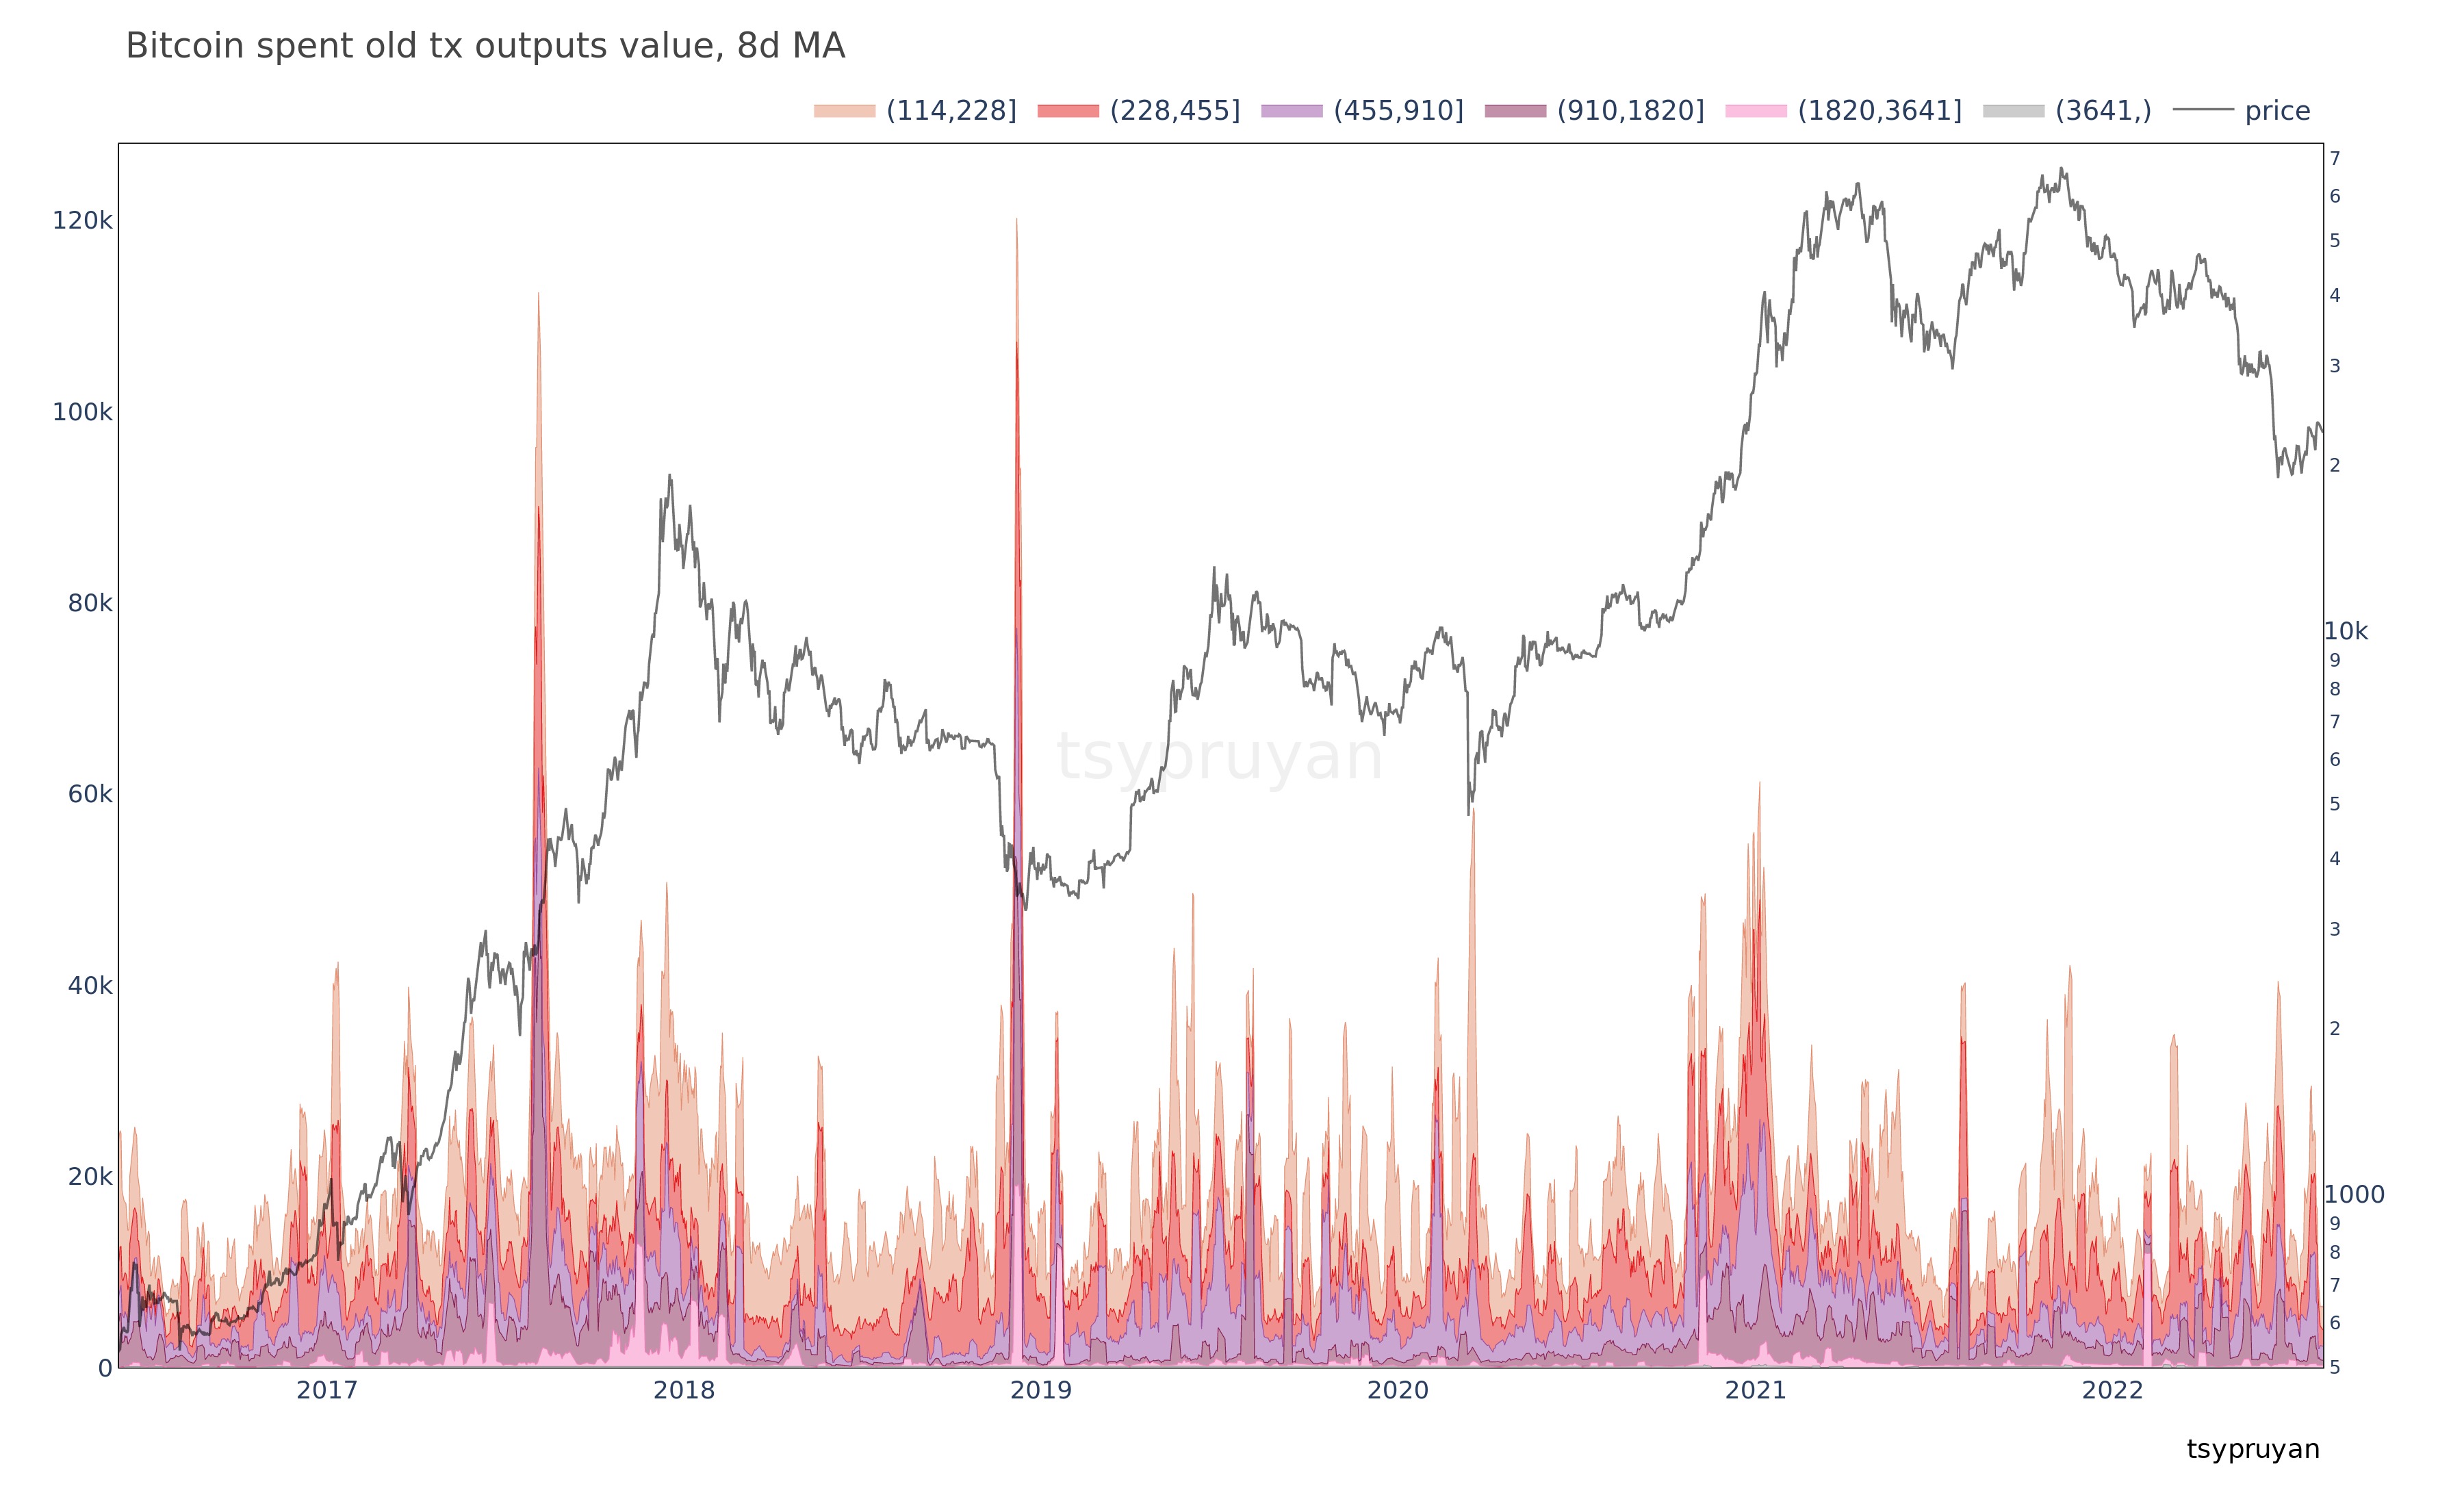 Bitcoin spent old tx outputs value, 8d MA
(114,228] (228,455] (455,910] (910,1820] (1820,3641] (3641,) price
120k
100k
80k
60k
40k
20k
0
7
6
5
4
3
2
10k
9
8
7
6
5
4
3
2
1000
9
8
7
6
5
tsypruyan
2017 2018 2019 2020 2021 2022
tsypruyan